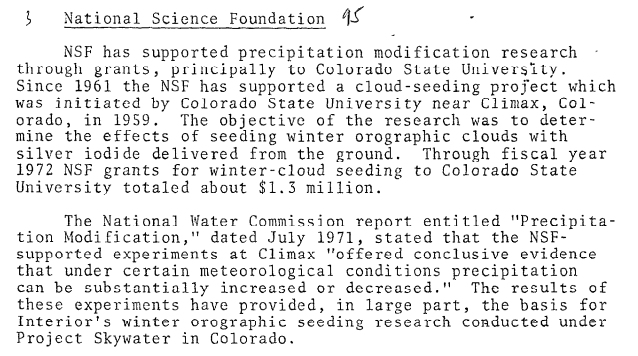 3 National Science Foundation 95
NSF has supported precipitation modification research
through grants, principally to Colorado State University.
Since 1961 the NSF has supported a cloud-seeding project which
was initiated by Colorado State University near Climax, Col-
orado, in 1959. The objective of the research was to deter-
mine the effects of seeding winter orographic clouds with
silver iodide delivered from the ground. Through fiscal year
1972 NSF grants for winter-cloud seeding to Colorado State
University totaled about $1.3 million.
The National Water Commission report entitled "Precipita-
tion Modification," dated July 1971, stated that the NSF-
supported experiments at Climax "offered conclusive evidence
that under certain meteorological conditions precipitation
can be substantially increased or decreased." The results of
these experiments have provided, in large part, the basis for
Interior's winter orographic seeding research conducted under
Project Skywater in Colorado.